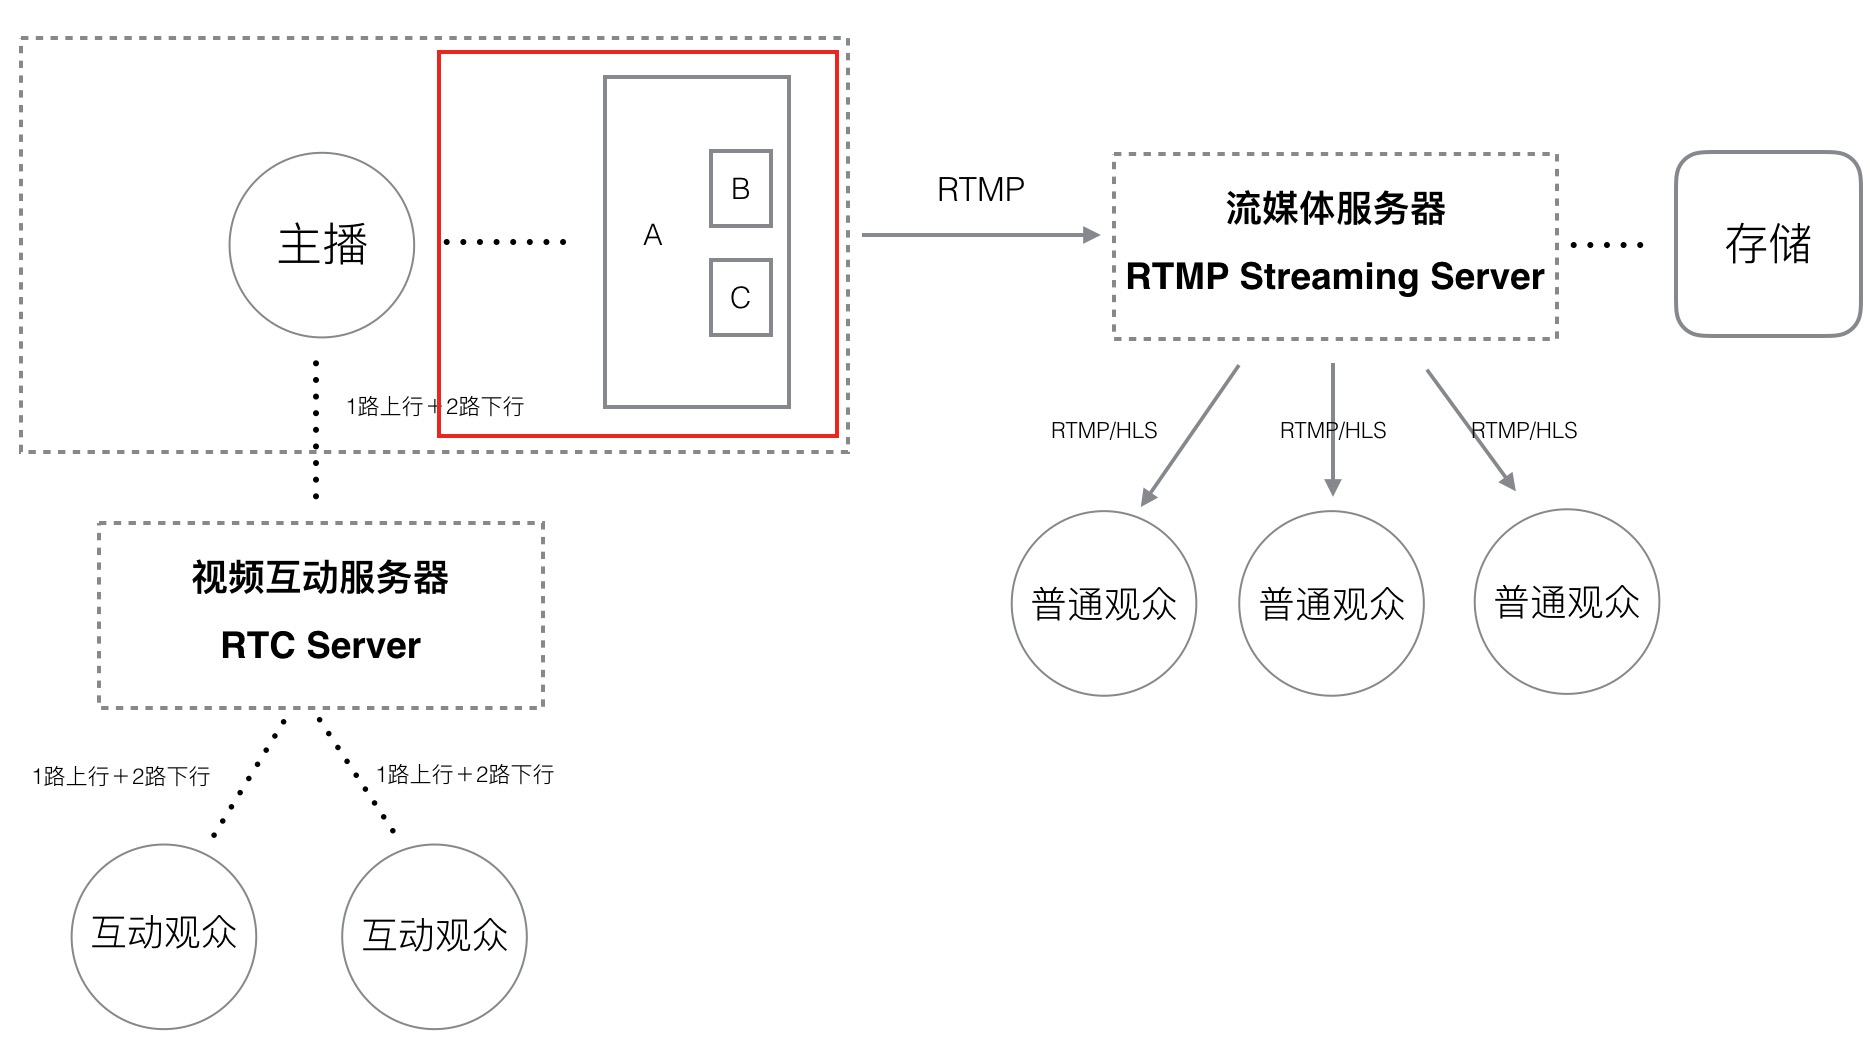 主播
A
B
C
1路上行＋2路下行
RTMP
流媒体服务器
RTMP Streaming Server
存储
RTMP/HLS
RTMP/HLS
RTMP/HLS
普通观众
普通观众
普通观众
视频互动服务器
RTC Server
1路上行＋2路下行
1路上行＋2路下行
互动观众
互动观众